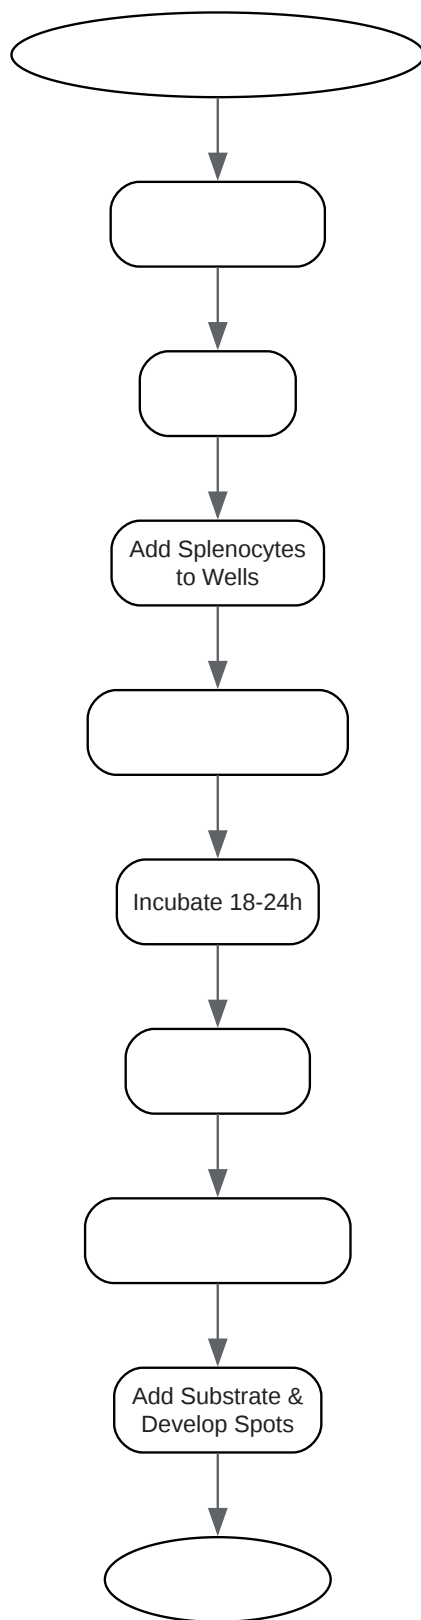 Add Splenocytes
to Wells
Incubate 18-24h
Add Substrate &
Develop Spots